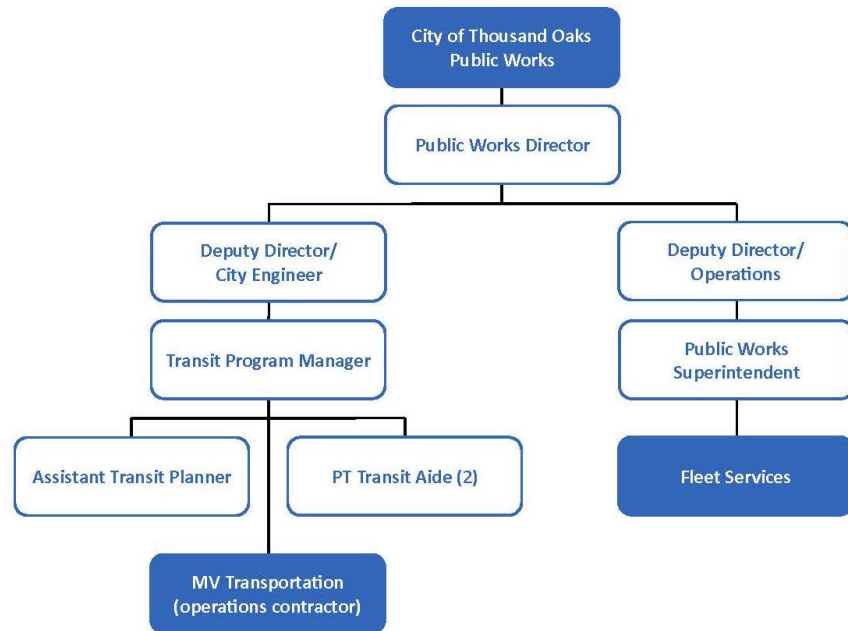 City of Thousand Oaks
Public Works
Public Works Director
Deputy Director/
City Engineer
Deputy Director/
Operations
Transit Program Manager
Public Works
Superintendent
Assistant Transit Planner
PT Transit Aide (2)
Fleet Services
MV Transportation
(operations contractor)